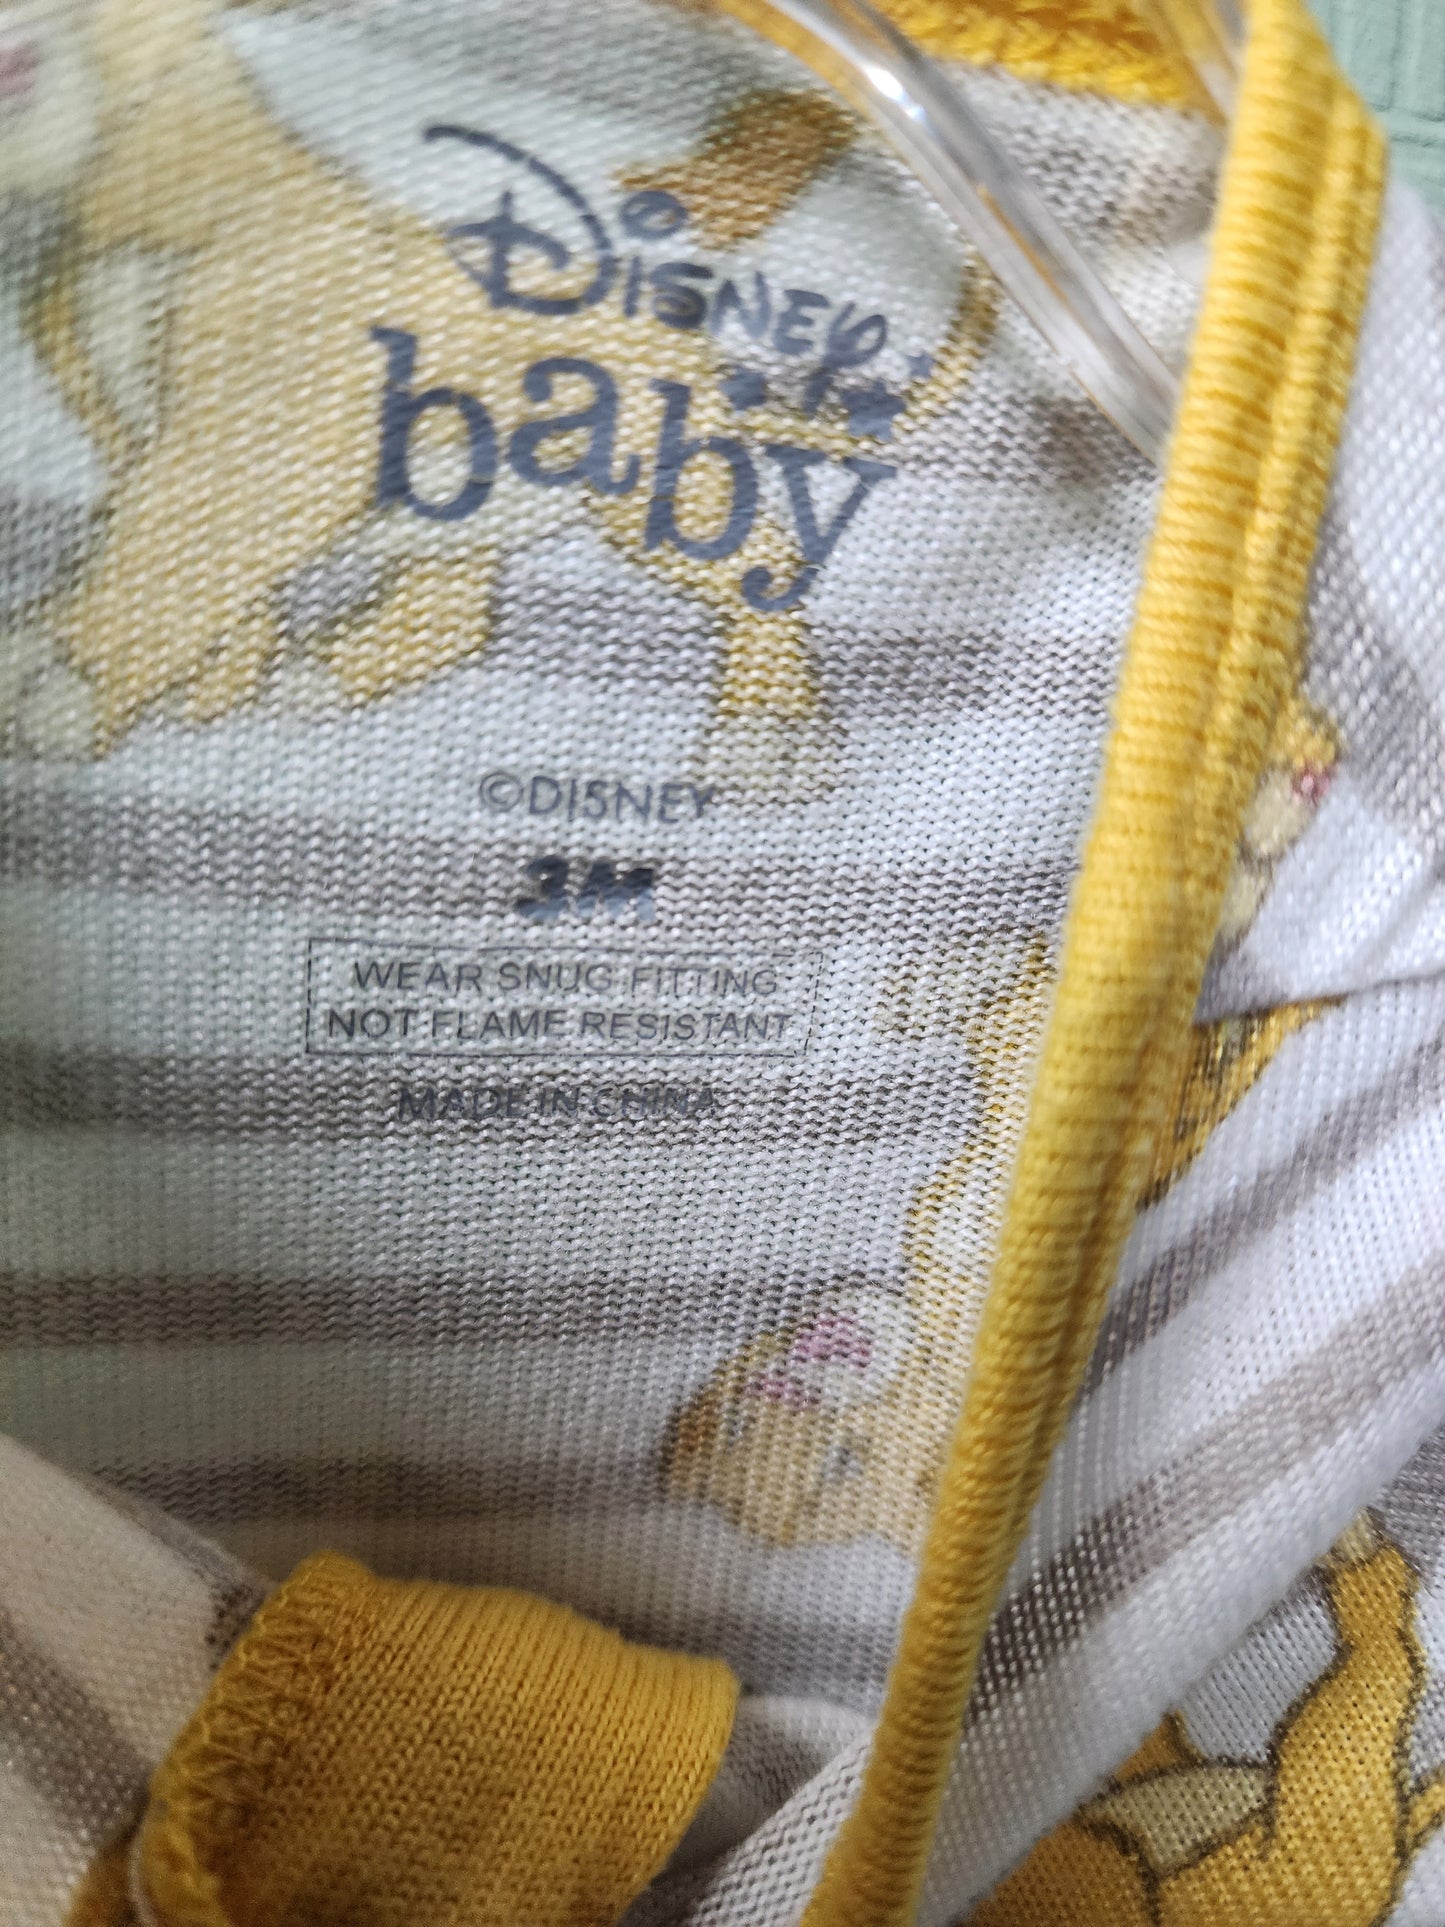 Disney
baby
©DISNEY
3M
WEAR SNUG FITTING
NOT FLAME RESISTANT
MADE IN CHINA